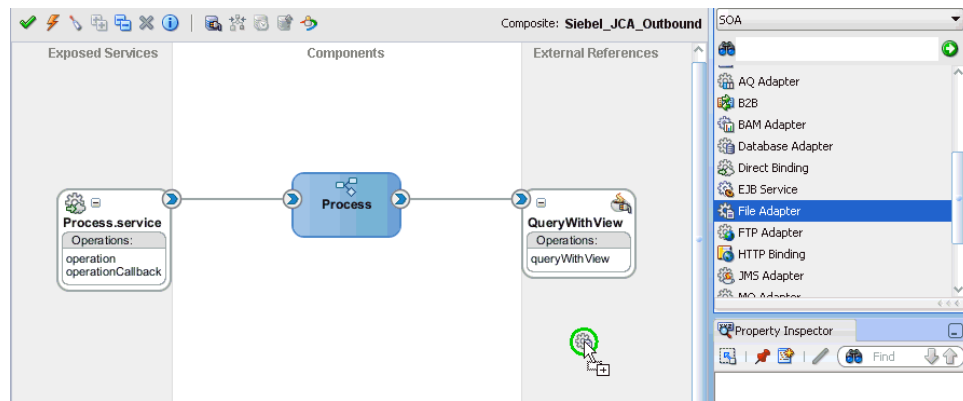 Composite: Siebel_JCA_Outbound
Exposed Services
Components
External References
Process.service
Operations:
operation
operationCallback
Process
QueryWithView
Operations:
queryWithView
SOA
AQ Adapter
B2B
BAM Adapter
Database Adapter
Direct Binding
EJB Service
File Adapter
FTP Adapter
HTTP Binding
JMS Adapter
MQ Adapter
Property Inspector
Find